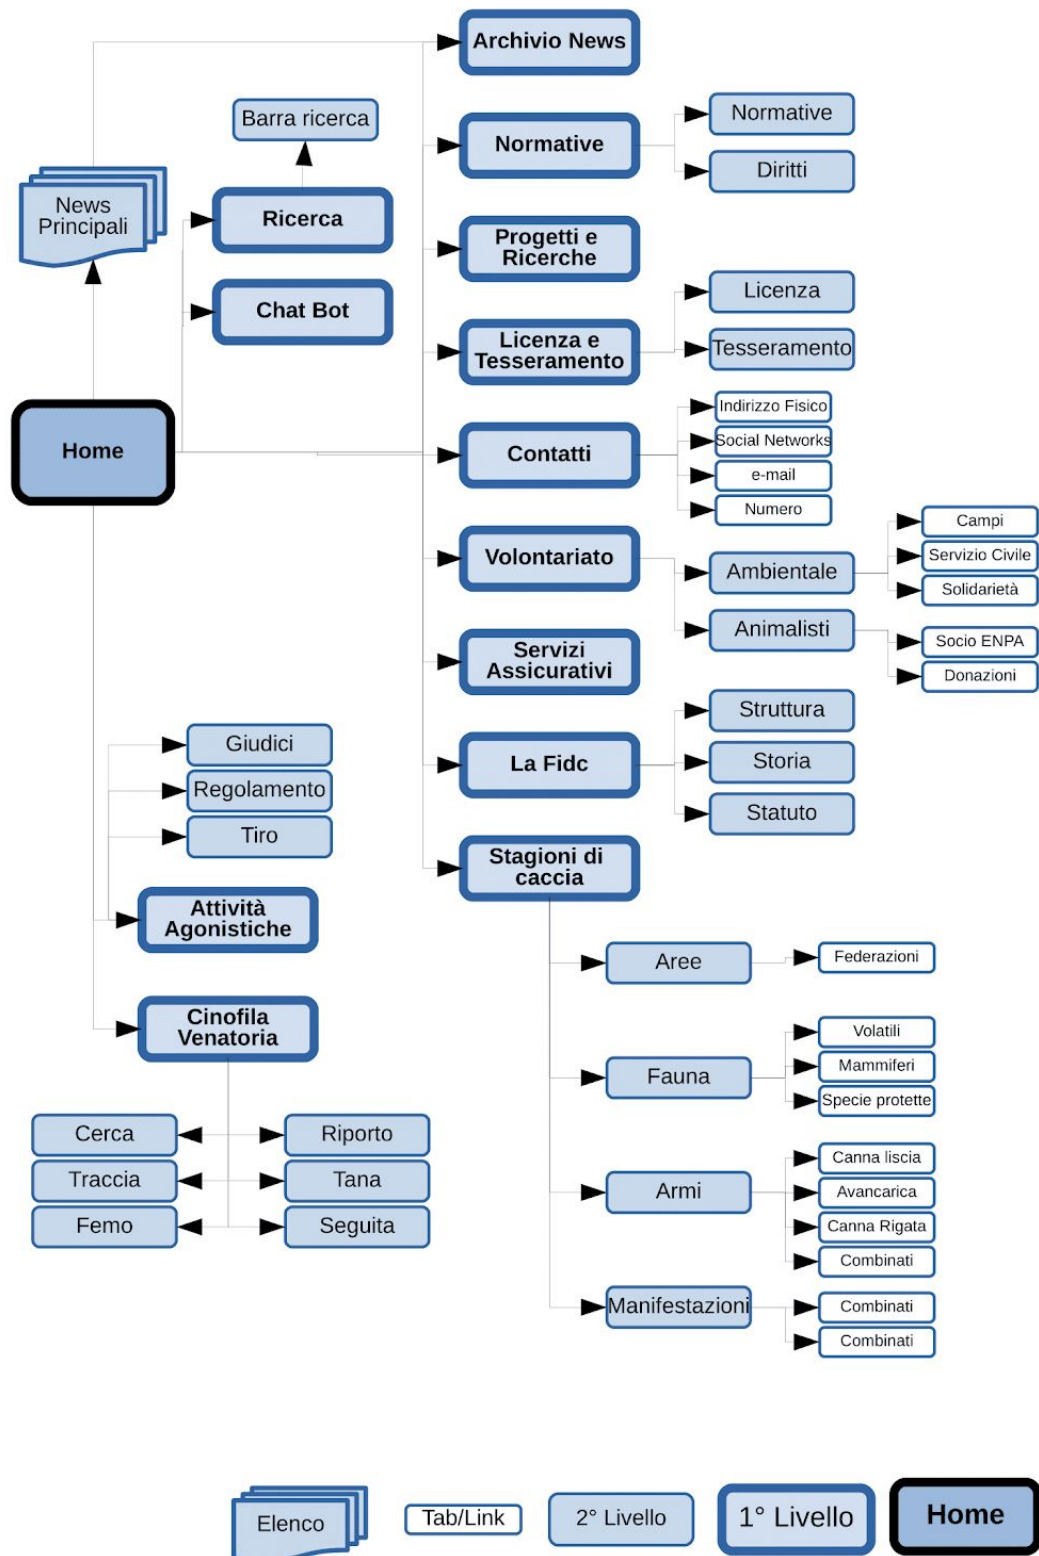 Archivio News
Barra ricerca
Normative
Normative
Diritti
News
Principali
Ricerca
Progetti e
Ricerche
Chat Bot
Licenza e
Tesseramento
Licenza
Tesseramento
Home
Contatti
Indirizzo Fisico
Social Networks
e-mail
Numero
Volontariato
Ambientale
Campi
Servizio Civile
Solidarietà
Animalisti
Socio ENPA
Donazioni
Servizi
Assicurativi
La Fidc
Struttura
Storia
Statuto
Giudici
Regolamento
Tiro
Attività
Agonistiche
Stagioni di
caccia
Cinofila
Venatoria
Cerca
Riporto
Traccia
Tana
Femo
Seguita
Aree
Federazioni
Fauna
Volatili
Mammiferi
Specie protette
Armi
Canna liscia
Avancarica
Canna Rigata
Combinati
Manifestazioni
Combinati
Combinati
Elenco
Tab/Link
2° Livello
1° Livello
Home